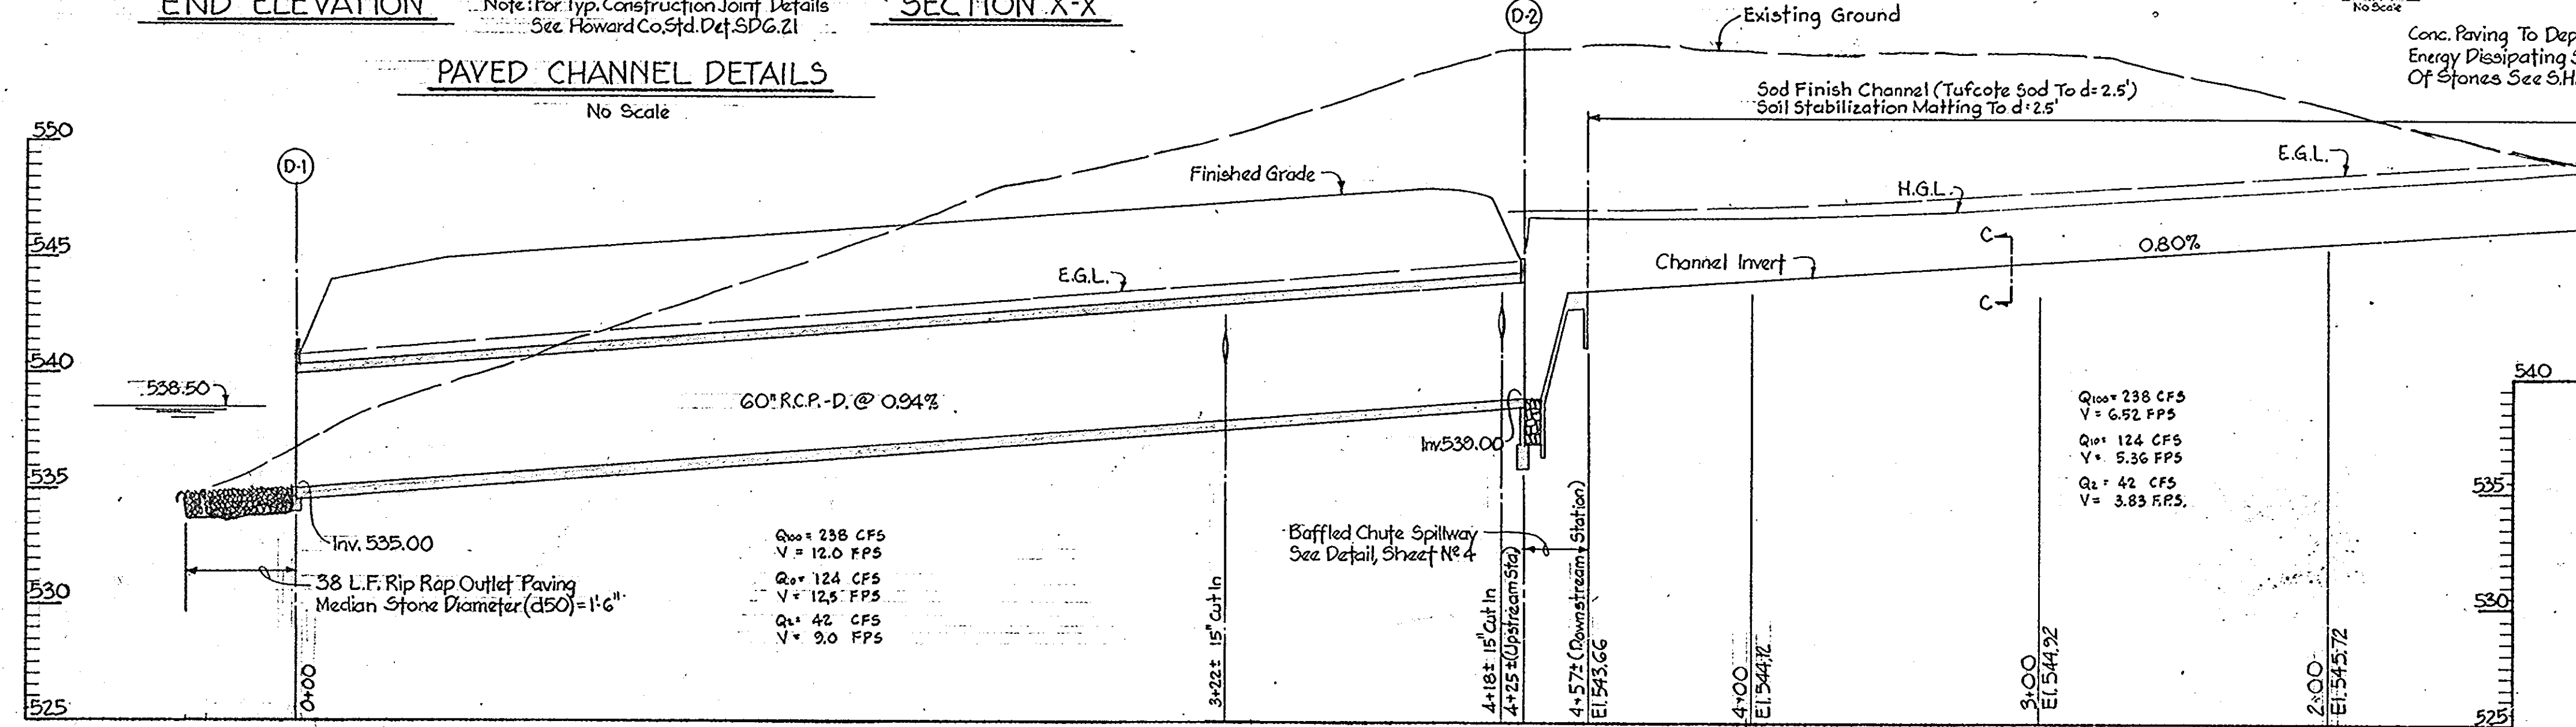 END ELEVATION
Note: For Typ. Construction Joint Details
See Howard Co. Std. Det. SD6.21
SECTION X-X
PAVED CHANNEL DETAILS
No Scale
No Scale
Conc. Paving To Dep
Energy Dissipating S
Of Stones See S.H.
D-1
D-2
Existing Ground
Sod Finish Channel (Tufcote Sod To d=2.5')
Soil Stabilization Matting To d=2.5'
Finished Grade
E.G.L.
H.G.L.
E.G.L.
C
C
0.80%
Channel Invert
550
545
540
535
530
525
538.50
60" R.C.P.-D. @ 0.94%
Inv. 535.00
Inv 539.00
38 L.F. Rip Rap Outlet Paving
Median Stone Diameter (d50) = 1'-6"
Q100 = 238 CFS
V = 12.0 FPS
Q10 = 124 CFS
V = 12.5 FPS
Q2 = 42 CFS
V = 9.0 FPS
Baffled Chute Spillway
See Detail, Sheet Nº 4
Q100 = 238 CFS
V = 6.52 FPS
Q10 = 124 CFS
V = 5.36 FPS
Q2 = 42 CFS
V = 3.83 F.P.S.
0+00
3+22± 15" Cut In
4+18± 15" Cut In
4+25± (Upstream Sta.)
4+57± (Downstream Station)
El. 543.66
4+00
El. 544.12
3+00
El. 544.92
2+00
El. 545.72
540
535
530
525